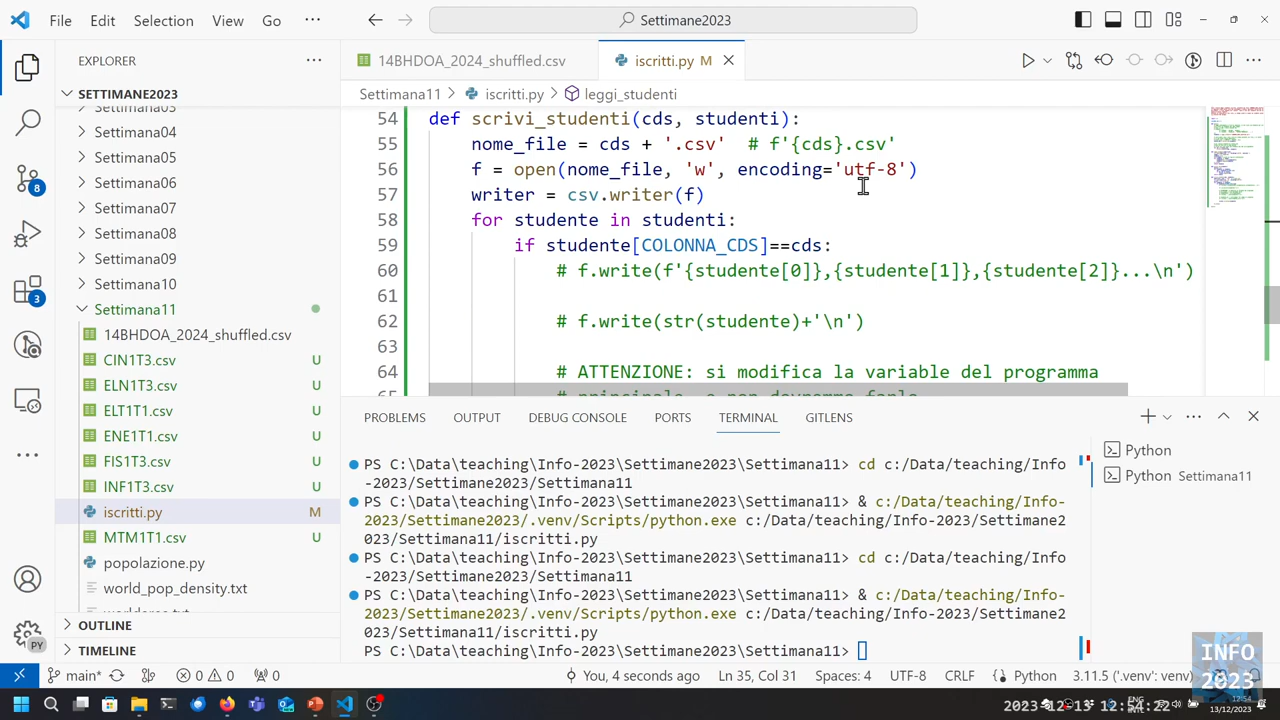 File Edit Selection View Go ··· Settimane2023
EXPLORER ···
SETTIMANE2023
Settimana03
Settimana04
Settimana05
Settimana06
Settimana07
Settimana08
Settimana09
Settimana10
Settimana11
14BHDOA_2024_shuffled.csv
CIN1T3.csv U
ELN1T3.csv U
ELT1T1.csv U
ENE1T1.csv U
FIS1T3.csv U
INF1T3.csv U
iscritti.py M
MTM1T1.csv U
popolazione.py
world_pop_density.txt
OUTLINE
TIMELINE
8
3
PY
14BHDOA_2024_shuffled.csv iscritti.py M
Settimana11 > iscritti.py > leggi_studenti
54 def scrivi_studenti(cds, studenti):
55 nome_file = cds + '.csv' # f'{cds}.csv'
56 f = open(nome_file, 'w', encoding='utf-8')
57 writer = csv.writer(f)
58 for studente in studenti:
59 if studente[COLONNA_CDS]==cds:
60 # f.write(f'{studente[0]},{studente[1]},{studente[2]}...\n')
61
62 # f.write(str(studente)+'\n')
63
64 # ATTENZIONE: si modifica la variable del programma
PROBLEMS OUTPUT DEBUG CONSOLE PORTS TERMINAL GITLENS
PS C:\Data\teaching\Info-2023\Settimane2023\Settimana11> cd c:/Data/teaching/Info
-2023/Settimane2023/Settimana11
PS C:\Data\teaching\Info-2023\Settimane2023\Settimana11> & c:/Data/teaching/Info-
2023/Settimane2023/.venv/Scripts/python.exe c:/Data/teaching/Info-2023/Settimane2
023/Settimana11/iscritti.py
PS C:\Data\teaching\Info-2023\Settimane2023\Settimana11> cd c:/Data/teaching/Info
-2023/Settimane2023/Settimana11
PS C:\Data\teaching\Info-2023\Settimane2023\Settimana11> & c:/Data/teaching/Info-
2023/Settimane2023/.venv/Scripts/python.exe c:/Data/teaching/Info-2023/Settimane2
023/Settimana11/iscritti.py
PS C:\Data\teaching\Info-2023\Settimane2023\Settimana11>
Python
Python Settimana11
INFO
2023
main* 0 0 0 You, 4 seconds ago Ln 35, Col 31 Spaces: 4 UTF-8 CRLF Python 3.11.5 ('.venv': venv)
ENG 12:54
13/12/2023